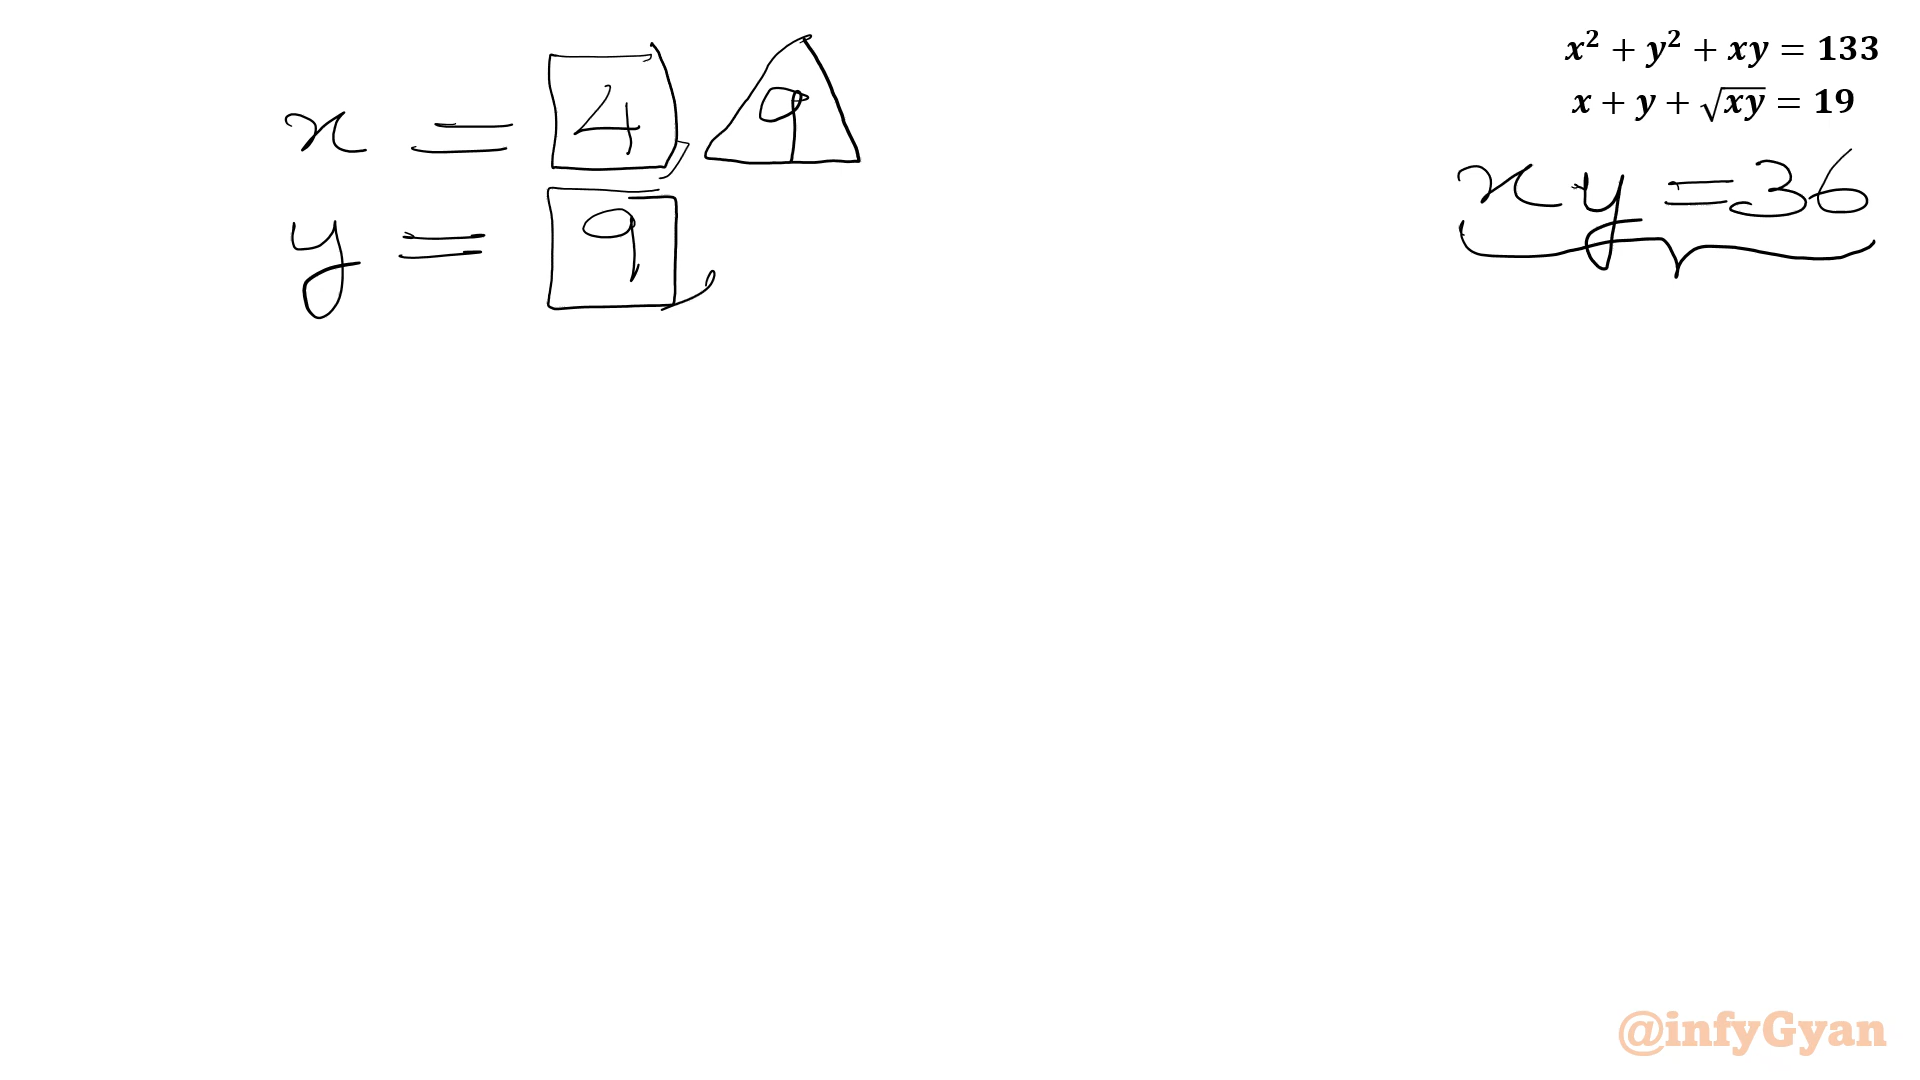 x² + y² + xy = 133
x + y + √xy = 19
xy = 36
x = 4, 9
y = 9,
@infyGyan